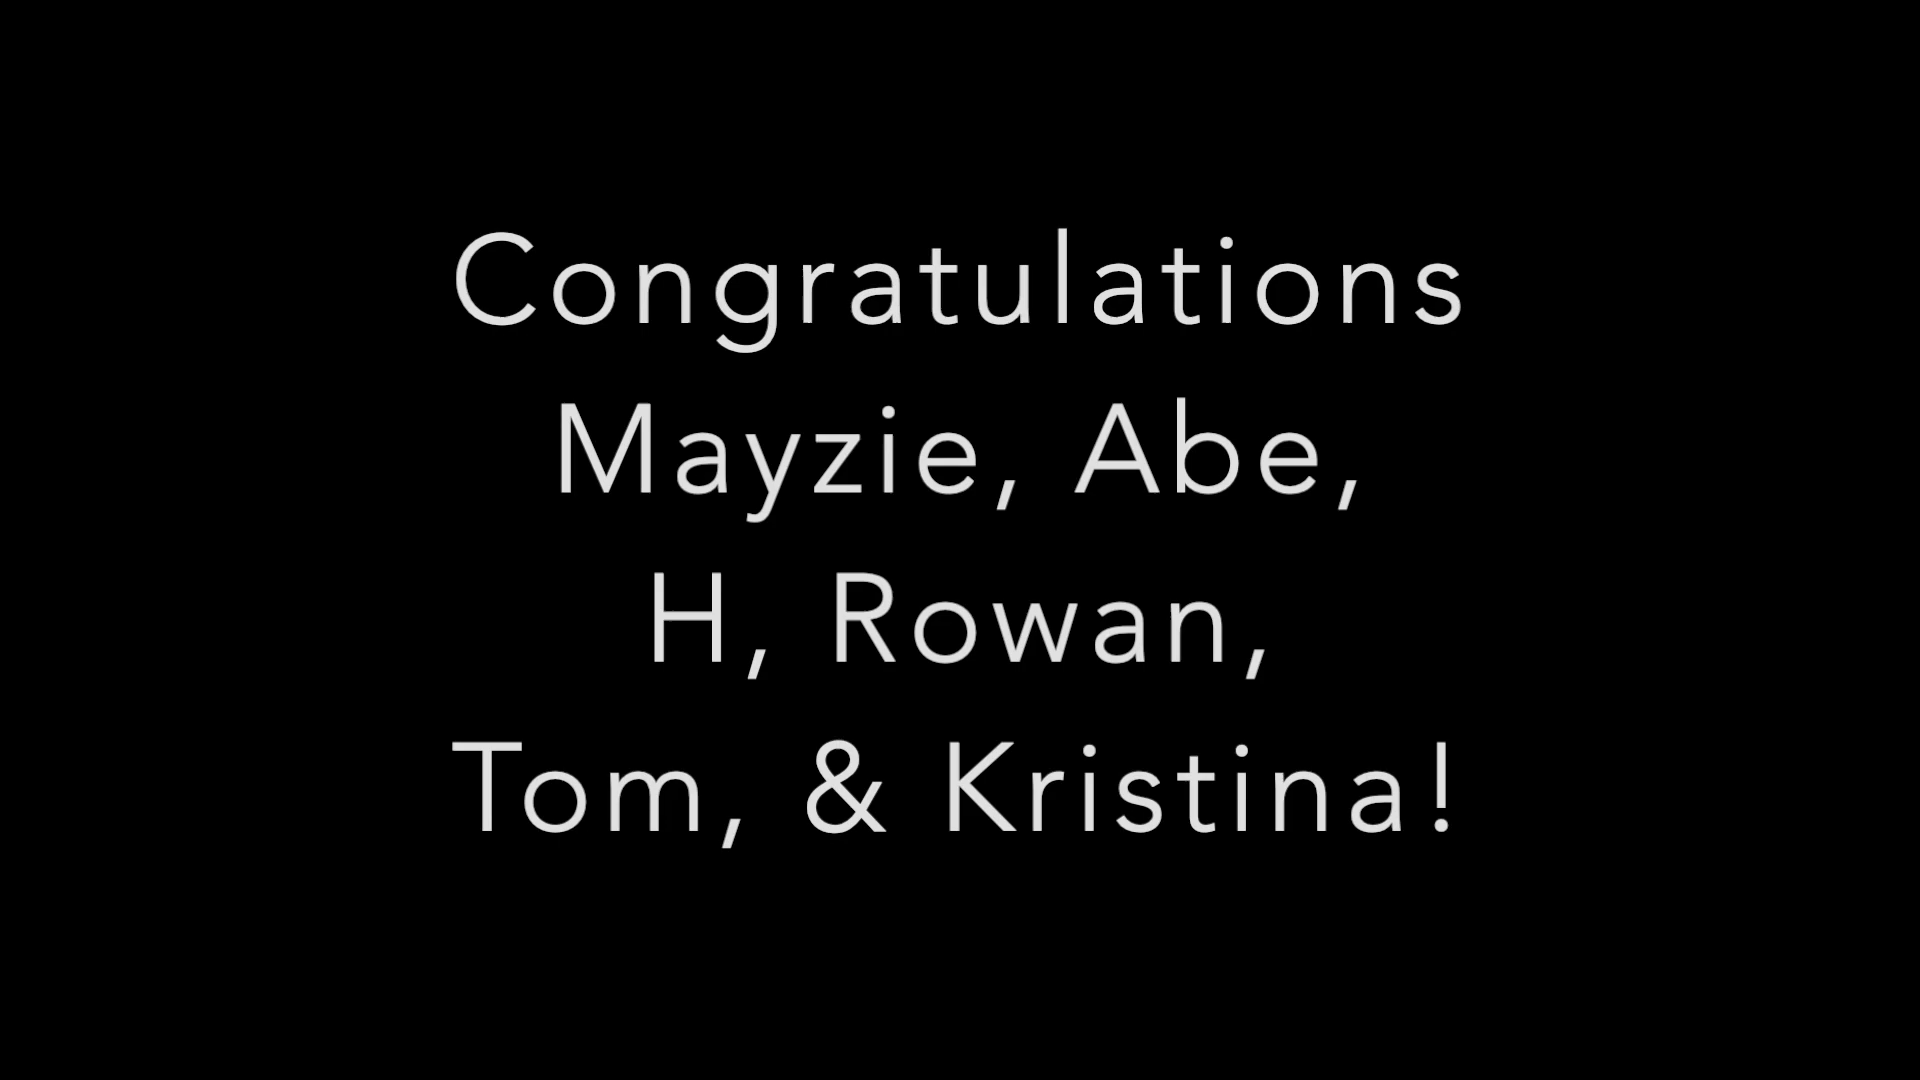 Congratulations
Mayzie, Abe,
H, Rowan,
Tom, & Kristina!